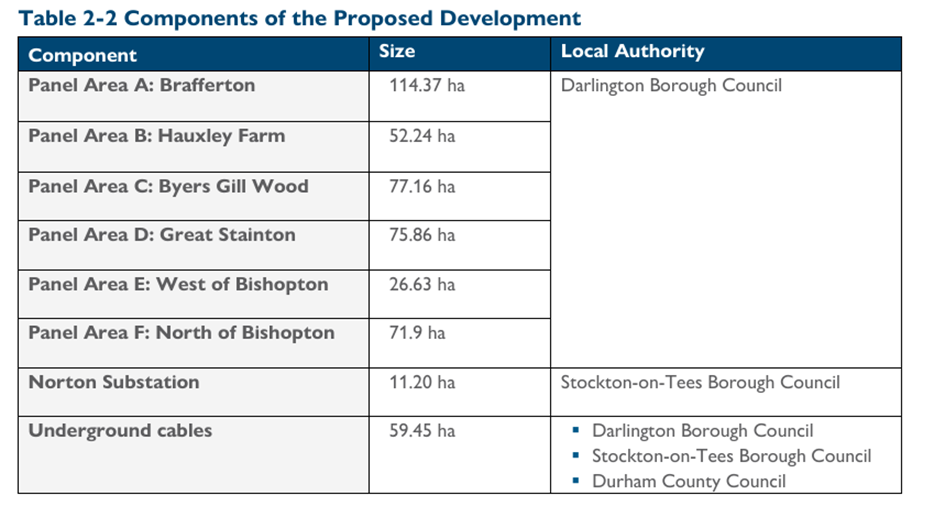 Table 2-2 Components of the Proposed Development
Component Size Local Authority
Panel Area A: Brafferton 114.37 ha Darlington Borough Council
Panel Area B: Hauxley Farm 52.24 ha
Panel Area C: Byers Gill Wood 77.16 ha
Panel Area D: Great Stainton 75.86 ha
Panel Area E: West of Bishopton 26.63 ha
Panel Area F: North of Bishopton 71.9 ha
Norton Substation 11.20 ha Stockton-on-Tees Borough Council
Underground cables 59.45 ha ▪ Darlington Borough Council
▪ Stockton-on-Tees Borough Council
▪ Durham County Council